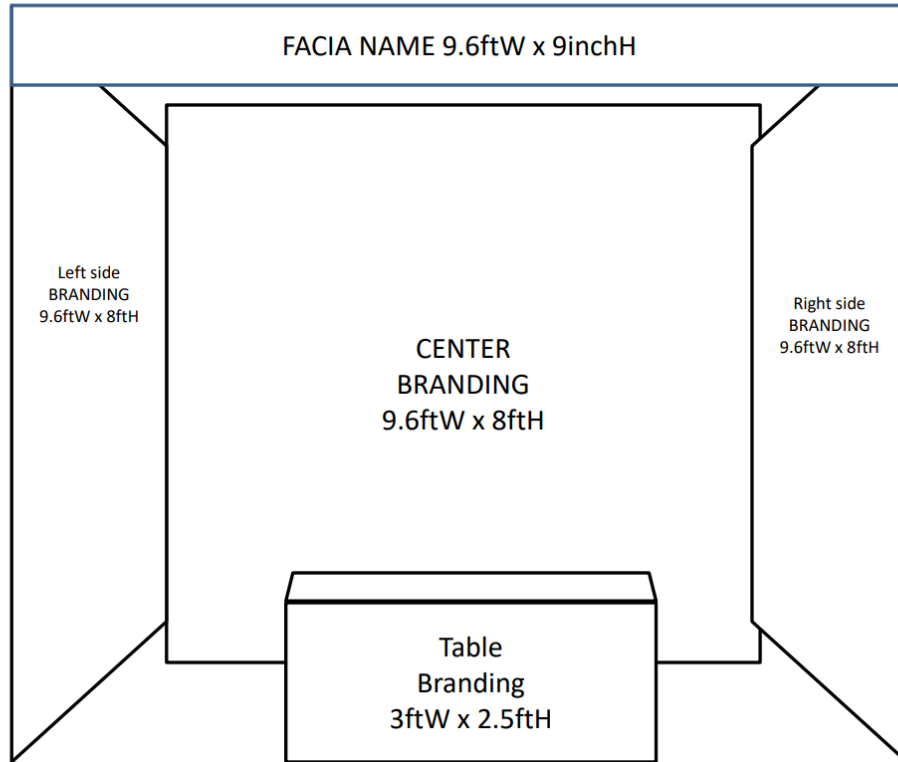 FACIA NAME 9.6ftW x 9inchH
Left side
BRANDING
9.6ftW x 8ftH
CENTER
BRANDING
9.6ftW x 8ftH
Right side
BRANDING
9.6ftW x 8ftH
Table
Branding
3ftW x 2.5ftH